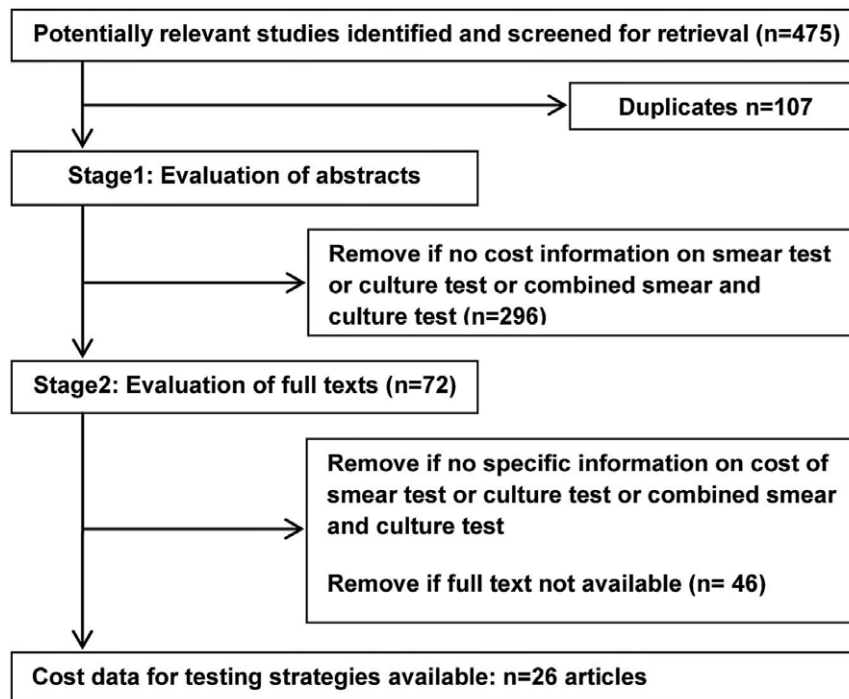 Potentially relevant studies identified and screened for retrieval (n=475)
Duplicates n=107
Stage1: Evaluation of abstracts
Remove if no cost information on smear test
or culture test or combined smear and
culture test (n=296)
Stage2: Evaluation of full texts (n=72)
Remove if no specific information on cost of
smear test or culture test or combined smear
and culture test
Remove if full text not available (n= 46)
Cost data for testing strategies available: n=26 articles